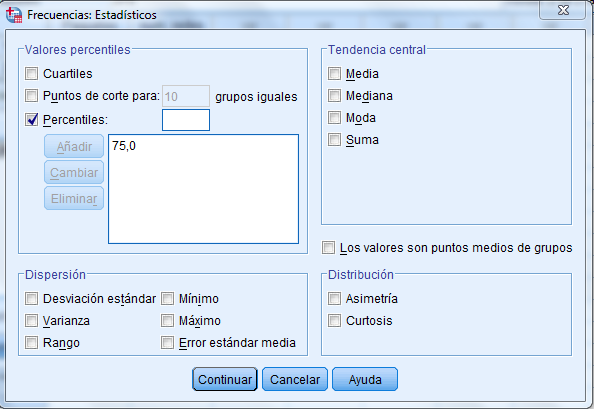 Frecuencias: Estadísticos
Valores percentiles
Cuartiles
Puntos de corte para: 10 grupos iguales
Percentiles:
Añadir
Cambiar
Eliminar
75,0
Tendencia central
Media
Mediana
Moda
Suma
Los valores son puntos medios de grupos
Dispersión
Desviación estándar
Mínimo
Varianza
Máximo
Rango
Error estándar media
Distribución
Asimetría
Curtosis
Continuar
Cancelar
Ayuda